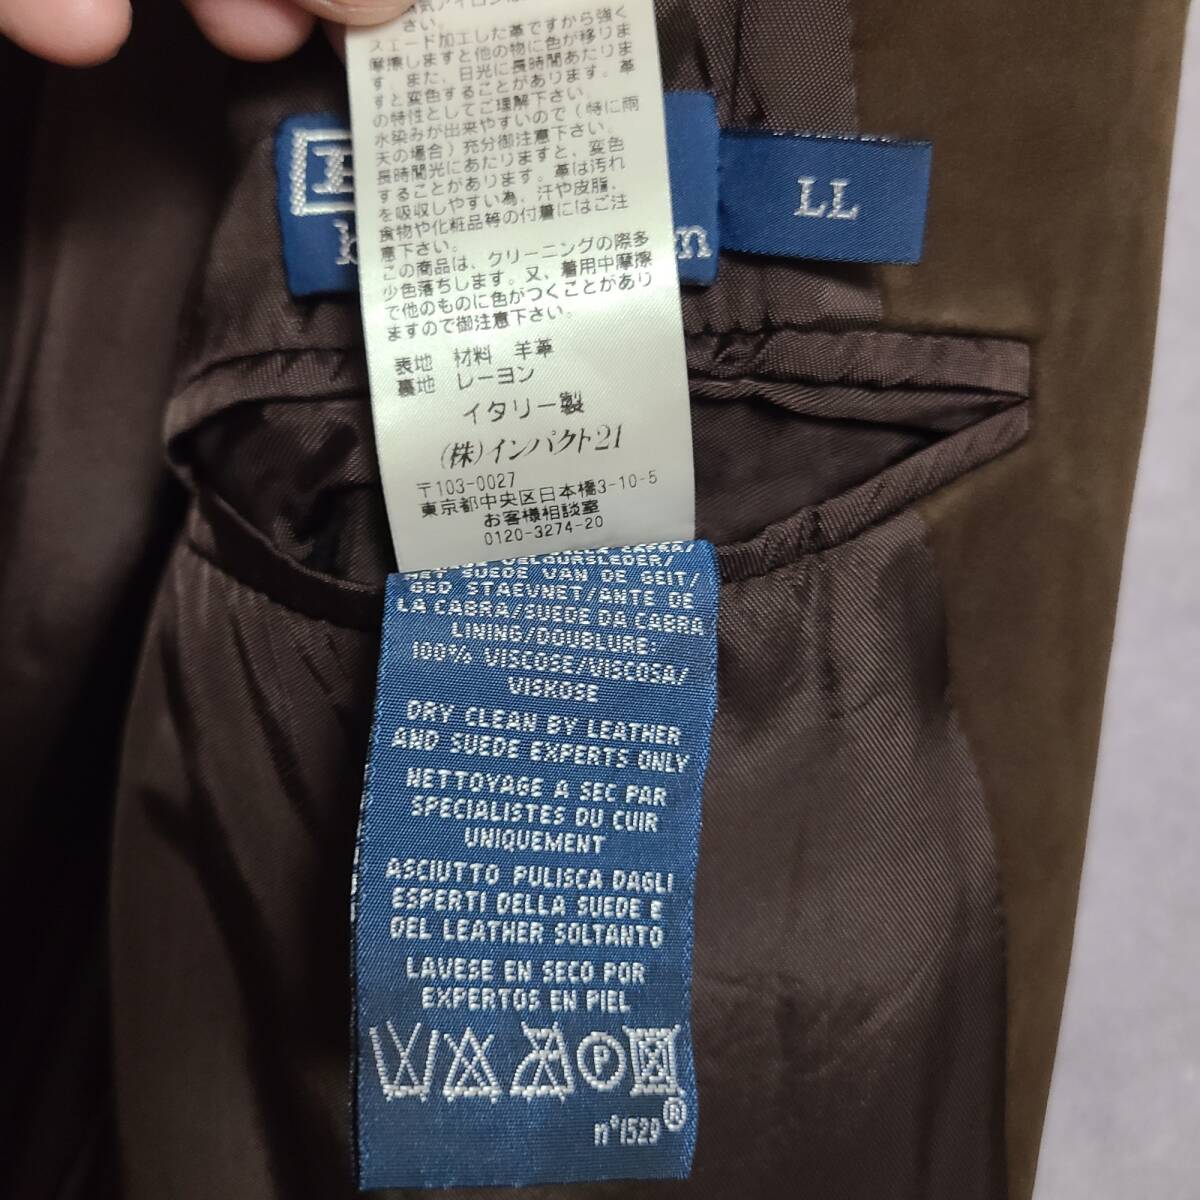 さい。
スエード加工した革ですから強く
摩擦しますと他の物に色が移りま
す。また、日光に長時間あたりま
すと変色することがあります。革
の特性としてご理解下さい。
水染みが出来やすいので(特に雨
天の場合)充分御注意下さい。
長時間光にあたりますと、変色
することがあります。革は汚れ
を吸収しやすい為、汗や皮脂、
食物や化粧品等の付着にはご注
意下さい。
この商品は、クリーニングの際多
少色落ちします。又、着用中摩擦
で他のものに色がつくことがあり
ますので御注意下さい。
表地 材料 羊革
裏地 レーヨン
イタリー製
(株)インパクト21
〒103-0027
東京都中央区日本橋3-10-5
お客様相談室
0120-3274-20
LL
VELOURSLEDER/
HET SUEDE VAN DE GEIT/
GED STAEVNET/ANTE DE
LA CABRA/SUEDE DA CABRA
LINING/DOUBLURE
100% VISCOSE/VISCOSA/
VISKOSE
DRY CLEAN BY LEATHER
AND SUEDE EXPERTS ONLY
NETTOYAGE A SEC PAR
SPECIALISTES DU CUIR
UNIQUEMENT
ASCIUTTO PULISCA DAGLI
ESPERTI DELLA SUEDE E
DEL LEATHER SOLTANTO
LAVESE EN SECO POR
EXPERTOS EN PIEL
P
n°1529®